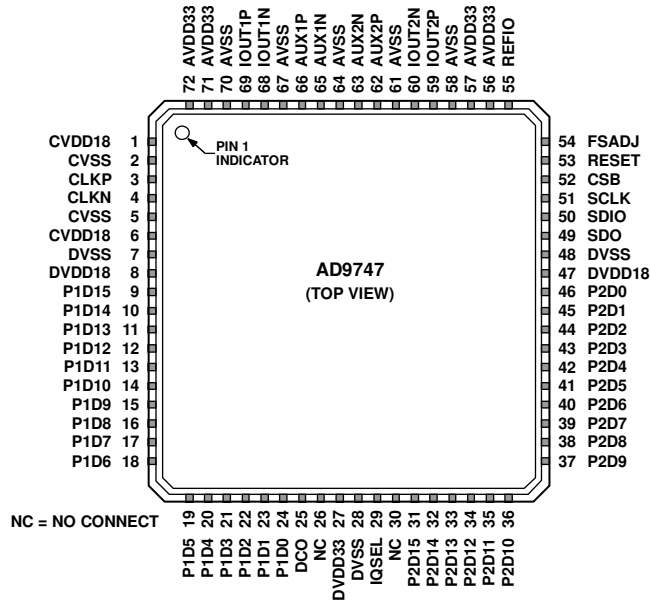 72 AVDD33
71 AVDD33
70 AVSS
69 IOUT1P
68 IOUT1N
67 AVSS
66 AUX1P
65 AUX1N
64 AVSS
63 AUX2N
62 AUX2P
61 AVSS
60 IOUT2N
59 IOUT2P
58 AVSS
57 AVDD33
56 AVDD33
55 REFIO
CVDD18 1
CVSS 2
CLKP 3
CLKN 4
CVSS 5
CVDD18 6
DVSS 7
DVDD18 8
P1D15 9
P1D14 10
P1D13 11
P1D12 12
P1D11 13
P1D10 14
P1D9 15
P1D8 16
P1D7 17
P1D6 18
PIN 1
INDICATOR
AD9747
(TOP VIEW)
54 FSADJ
53 RESET
52 CSB
51 SCLK
50 SDIO
49 SDO
48 DVSS
47 DVDD18
46 P2D0
45 P2D1
44 P2D2
43 P2D3
42 P2D4
41 P2D5
40 P2D6
39 P2D7
38 P2D8
37 P2D9
NC = NO CONNECT
P1D5 19
P1D4 20
P1D3 21
P1D2 22
P1D1 23
P1D0 24
DCO 25
NC 26
DVDD33 27
DVSS 28
IQSEL 29
NC 30
P2D15 31
P2D14 32
P2D13 33
P2D12 34
P2D11 35
P2D10 36